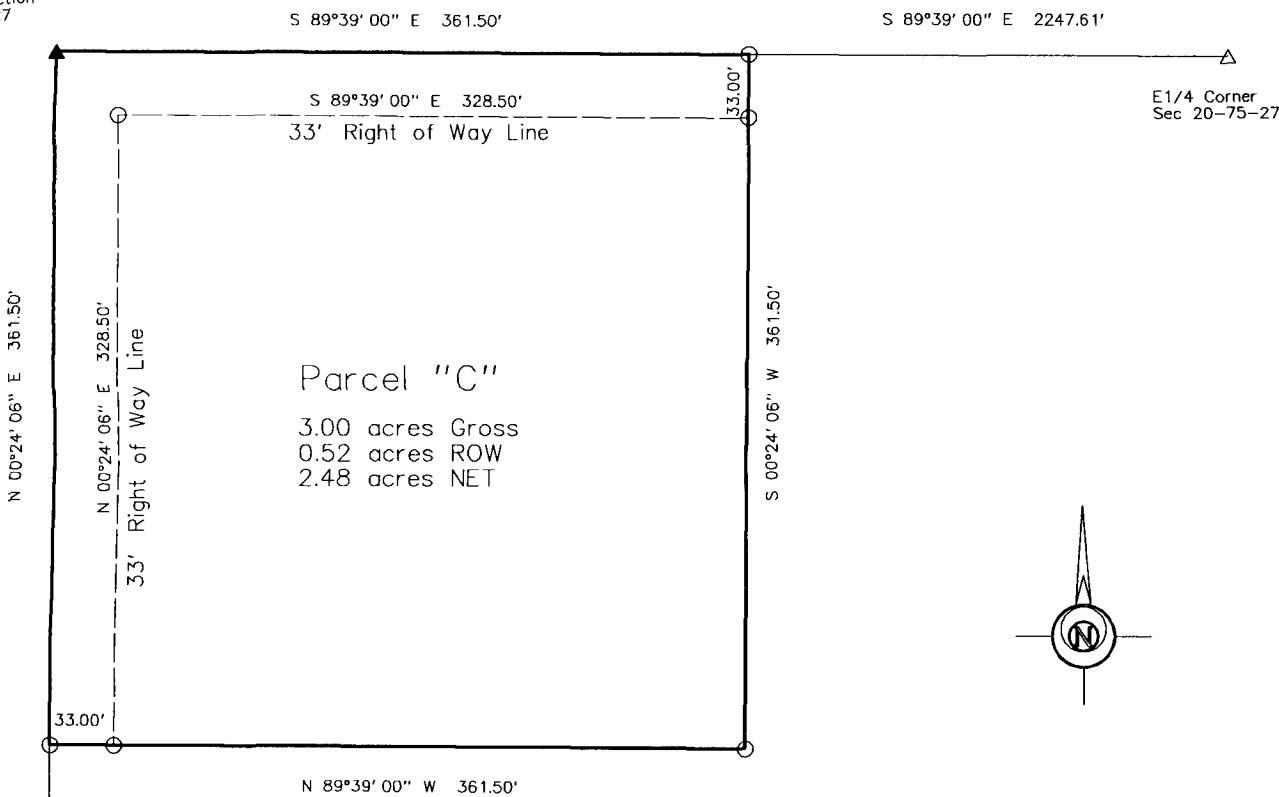 S 89°39' 00" E 361.50'
S 89°39' 00" E 2247.61'
33.00'
S 89°39' 00" E 328.50'
33' Right of Way Line
E1/4 Corner
Sec 20-75-27
N 00°24' 06" E 361.50'
N 00°24' 06" E 328.50'
33' Right of Way Line
Parcel "C"
3.00 acres Gross
0.52 acres ROW
2.48 acres NET
S 00°24' 06" W 361.50'
N
33.00'
N 89°39' 00" W 361.50'